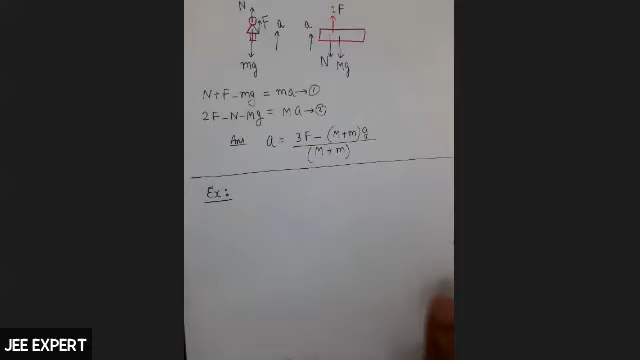 N F a a 2F
mg N Mg
N+F-mg = ma → ①
2F-N-Mg = Ma → ②
Ans a = 3F-(M+m)g / (M+m)
Ex:
JEE EXPERT